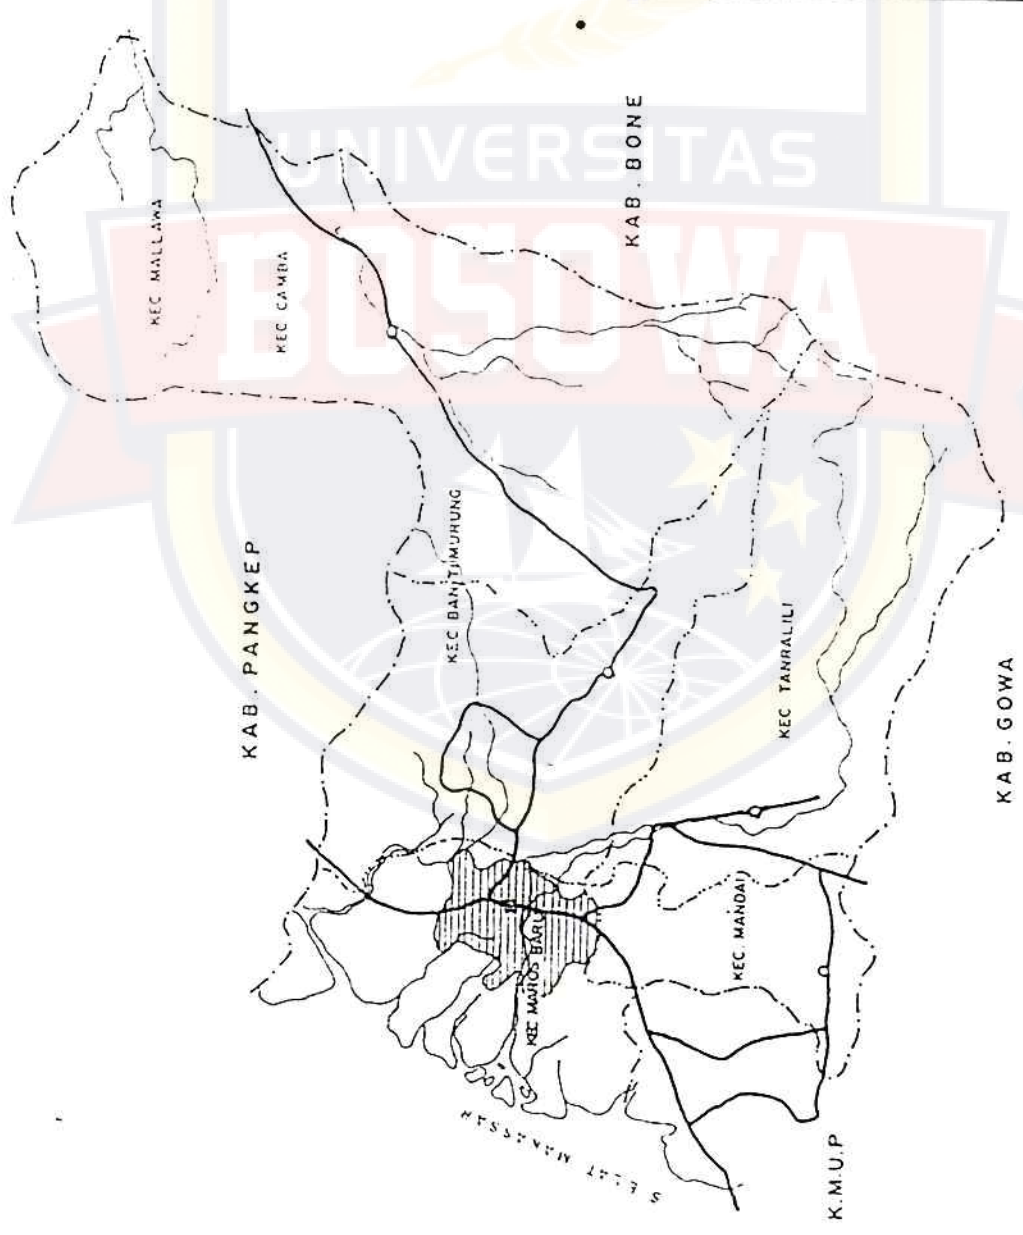 UNIVERSITAS
BOSOWA
KAB. BONE
KEC MALLAWA
KEC CAMBA
KAB. PANGKEP
KEC BANTIMURUNG
KEC TANRALILI
KAB. GOWA
KEC MAROS BARU
KEC. MANDAI
SELAT MAKASSAR
K.M.U.P